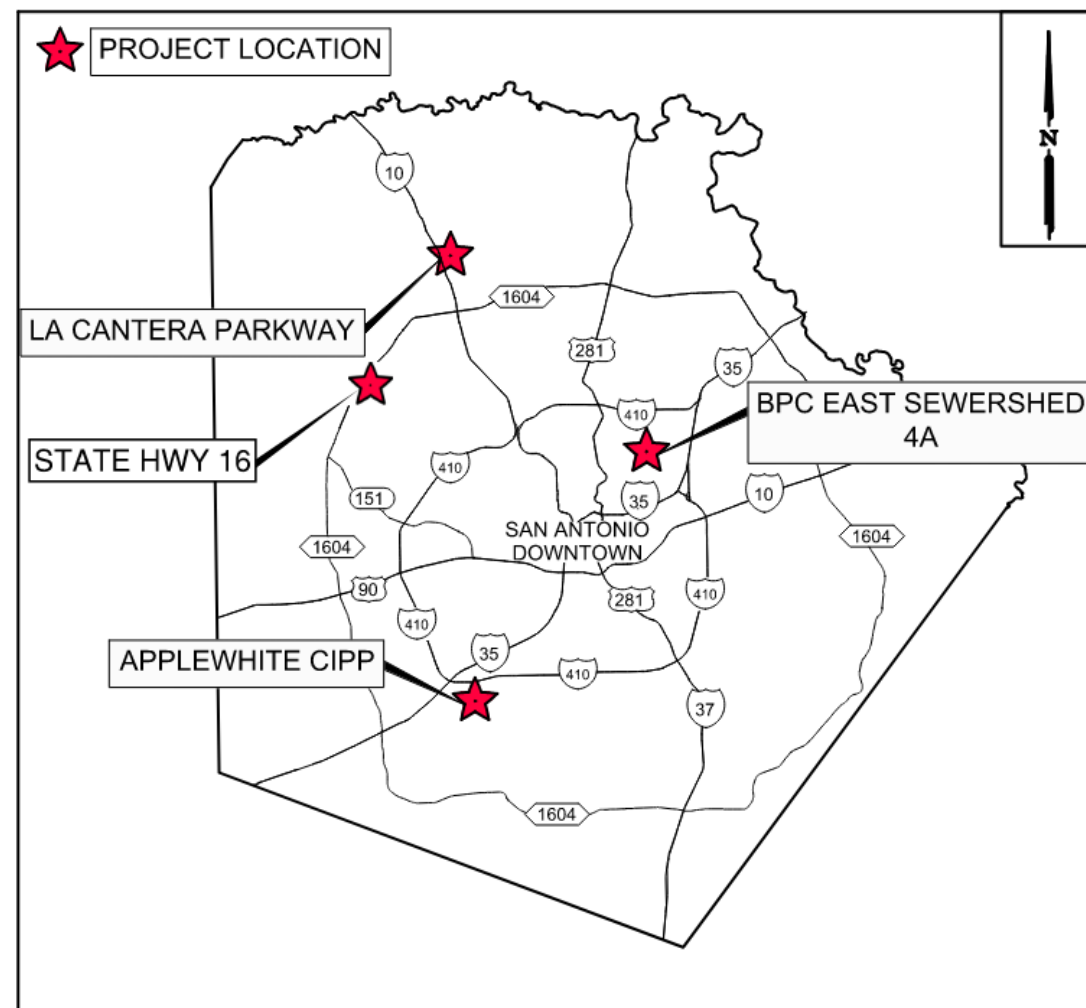 PROJECT LOCATION
N
10
LA CANTERA PARKWAY
1604
281
35
410
BPC EAST SEWERSHED
4A
STATE HWY 16
410
151
35
10
SAN ANTONIO
DOWNTOWN
1604
1604
90
410
281
410
APPLEWHITE CIPP
35
410
37
1604